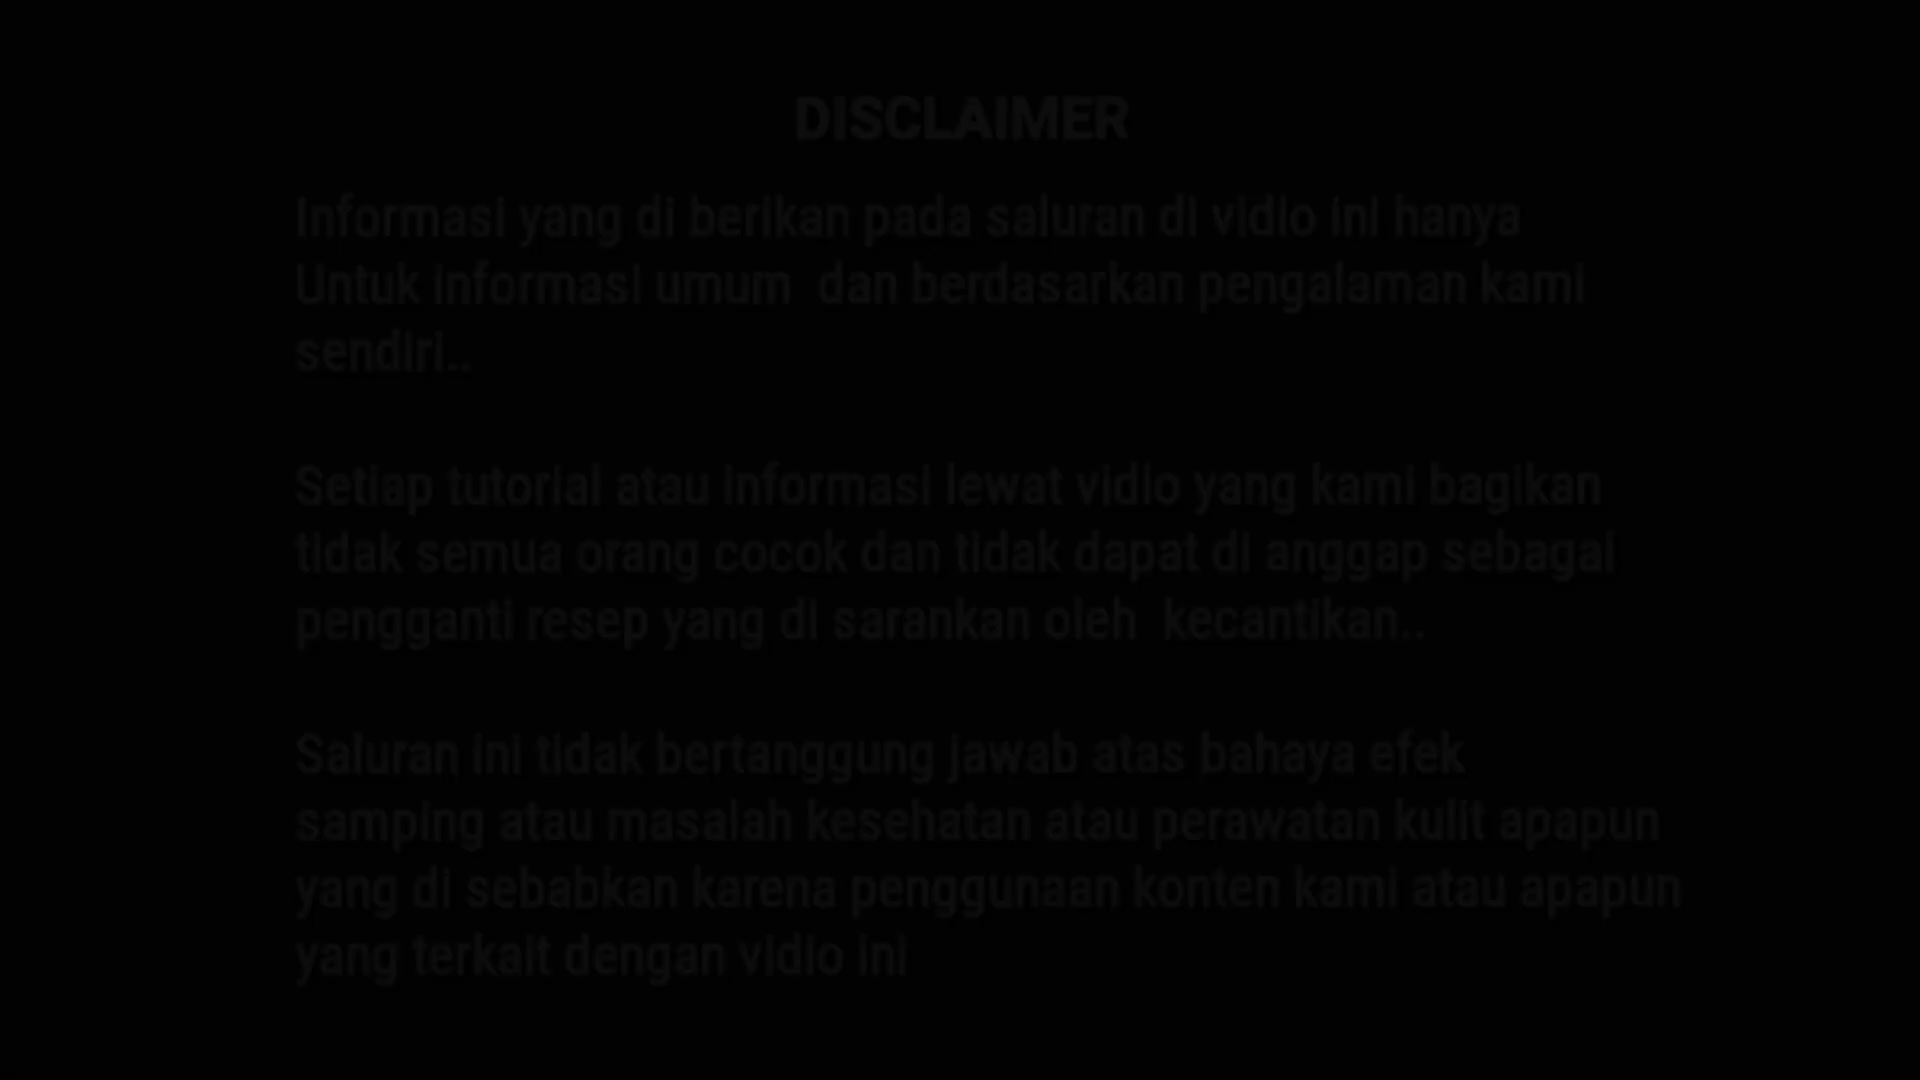 DISCLAIMER
Informasi yang di berikan pada saluran di vidio ini hanya
Untuk informasi umum  dan berdasarkan pengalaman kami
sendiri..
Setiap tutorial atau informasi lewat vidio yang kami bagikan
tidak semua orang cocok dan tidak dapat di anggap sebagai
pengganti resep yang di sarankan oleh  kecantikan..
Saluran ini tidak bertanggung jawab atas bahaya efek
samping atau masalah kesehatan atau perawatan kulit apapun
yang di sebabkan karena penggunaan konten kami atau apapun
yang terkait dengan vidio ini